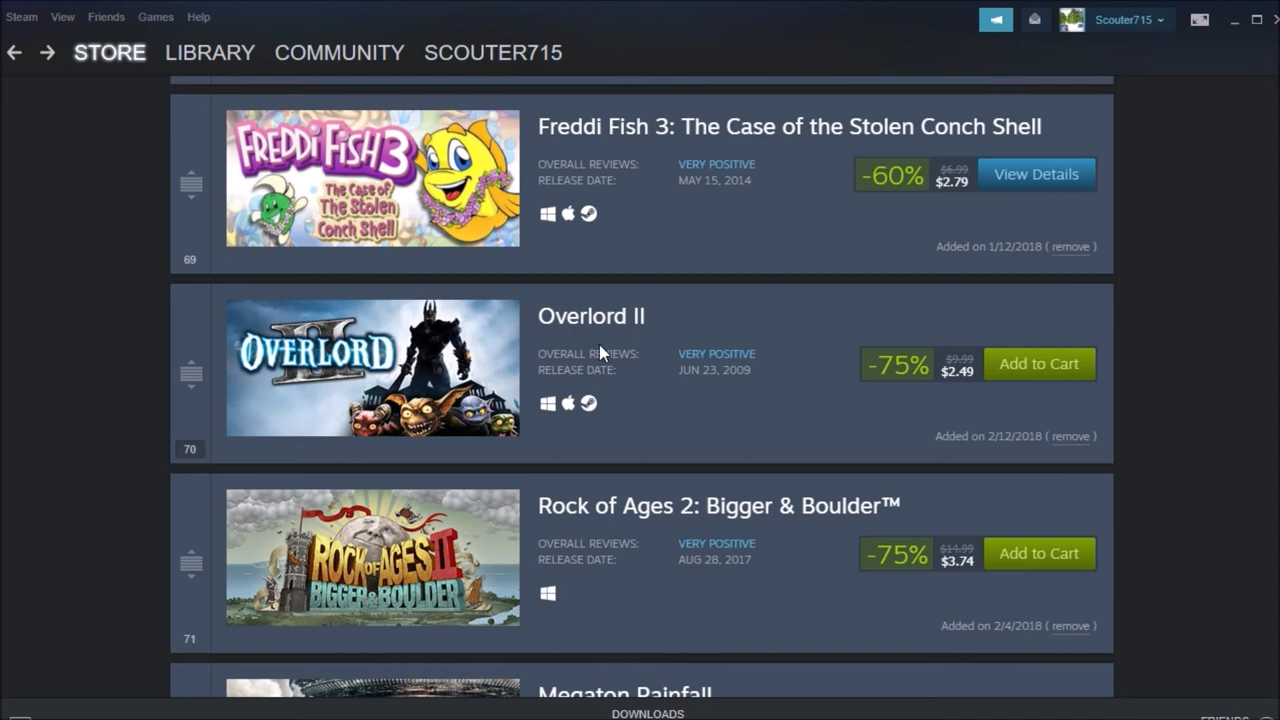 Steam View Friends Games Help
Scouter715
STORE LIBRARY COMMUNITY SCOUTER715
FREDDI FISH 3
The Case of
The Stolen
Conch Shell
Freddi Fish 3: The Case of the Stolen Conch Shell
OVERALL REVIEWS: VERY POSITIVE
RELEASE DATE: MAY 15, 2014
-60% $6.99 $2.79 View Details
Added on 1/12/2018 ( remove )
69
OVERLORD II
Overlord II
OVERALL REVIEWS: VERY POSITIVE
RELEASE DATE: JUN 23, 2009
-75% $9.99 $2.49 Add to Cart
Added on 2/12/2018 ( remove )
70
ROCK OF AGES II
BIGGER & BOULDER
Rock of Ages 2: Bigger & Boulder™
OVERALL REVIEWS: VERY POSITIVE
RELEASE DATE: AUG 28, 2017
-75% $14.99 $3.74 Add to Cart
Added on 2/4/2018 ( remove )
71
Megaton Rainfall
DOWNLOADS
FRIENDS